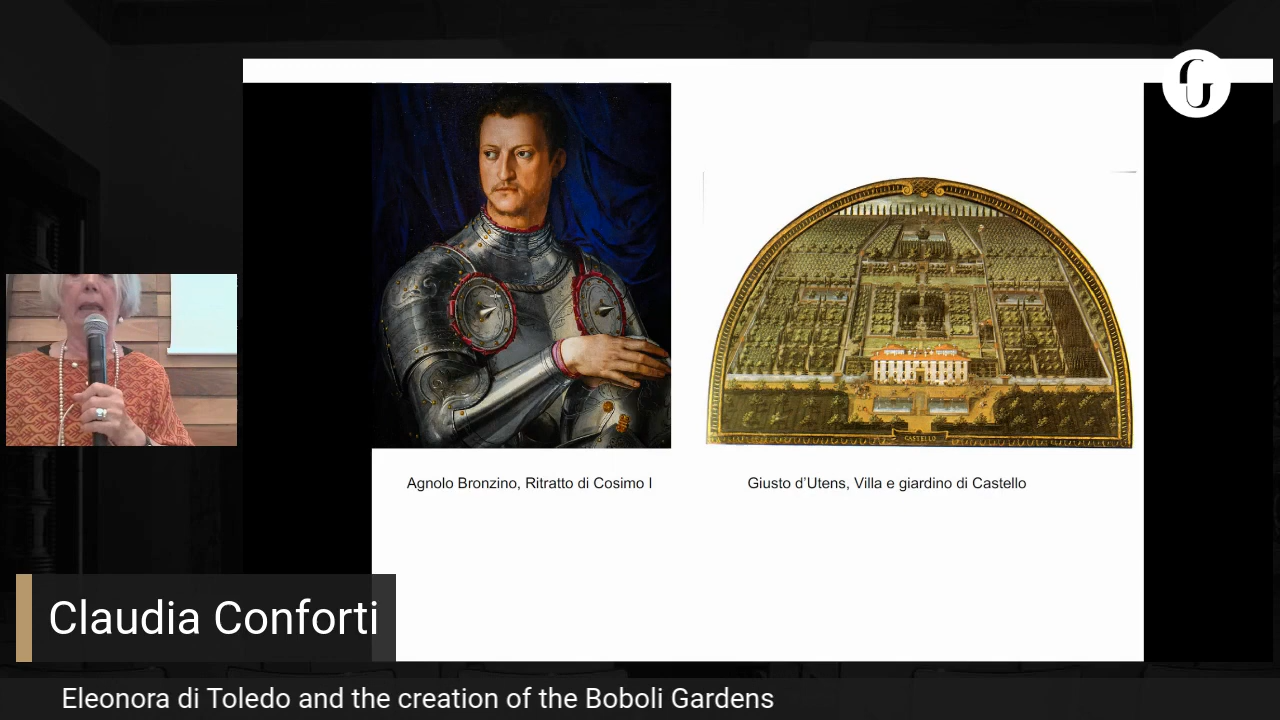 CASTELLO
Agnolo Bronzino, Ritratto di Cosimo I
Giusto d'Utens, Villa e giardino di Castello
Claudia Conforti
Eleonora di Toledo and the creation of the Boboli Gardens